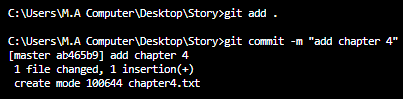 C:\Users\M.A Computer\Desktop\Story>git add .
C:\Users\M.A Computer\Desktop\Story>git commit -m "add chapter 4"
[master ab465b9] add chapter 4
 1 file changed, 1 insertion(+)
 create mode 100644 chapter4.txt